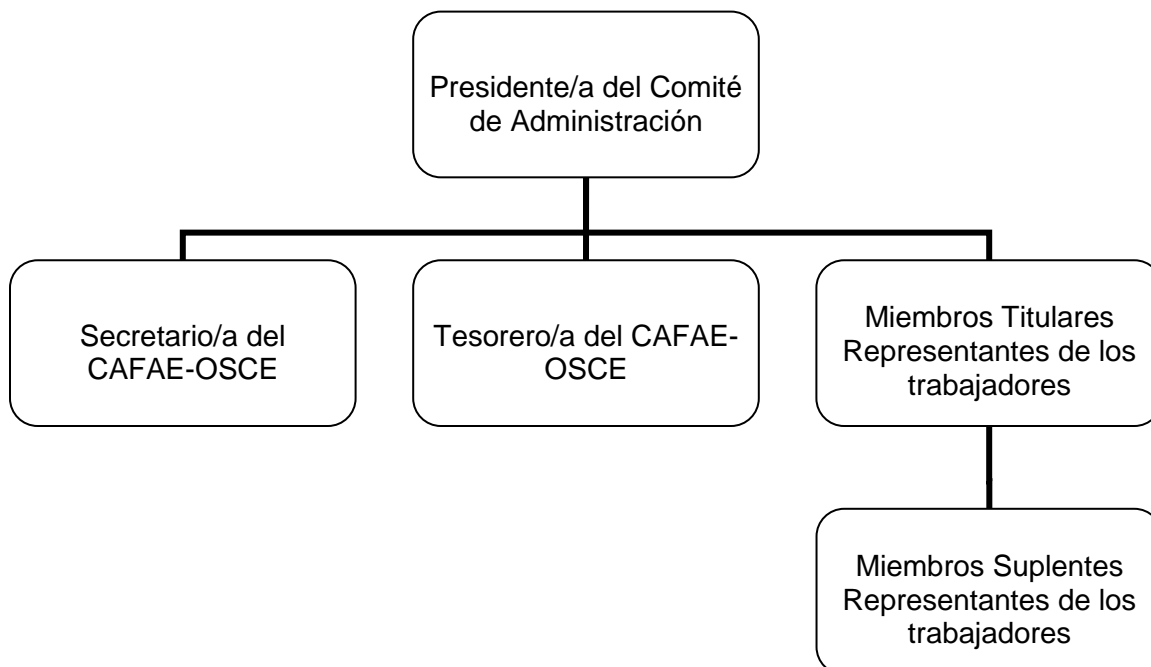 Presidente/a del Comité
de Administración
Secretario/a del
CAFAE-OSCE
Tesorero/a del CAFAE-
OSCE
Miembros Titulares
Representantes de los
trabajadores
Miembros Suplentes
Representantes de los
trabajadores